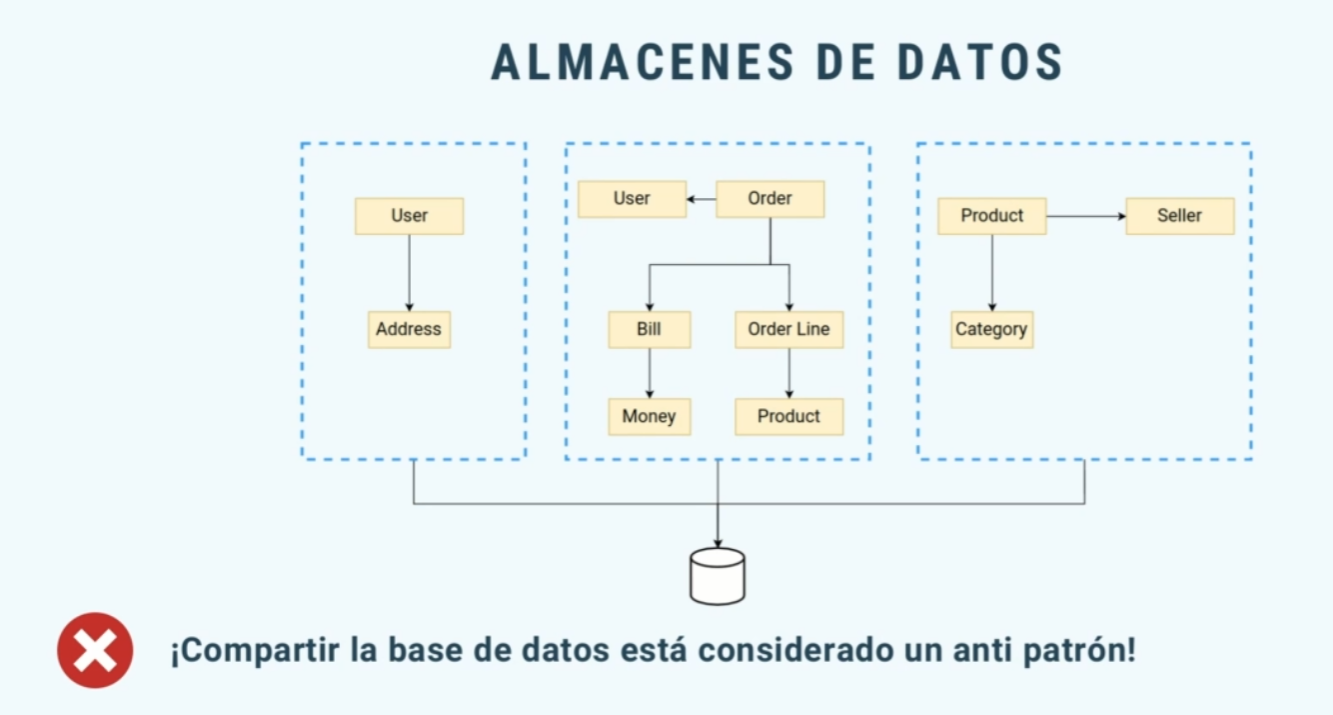 ALMACENES DE DATOS
User
Address
User
Order
Bill
Order Line
Money
Product
Product
Seller
Category
¡Compartir la base de datos está considerado un anti patrón!